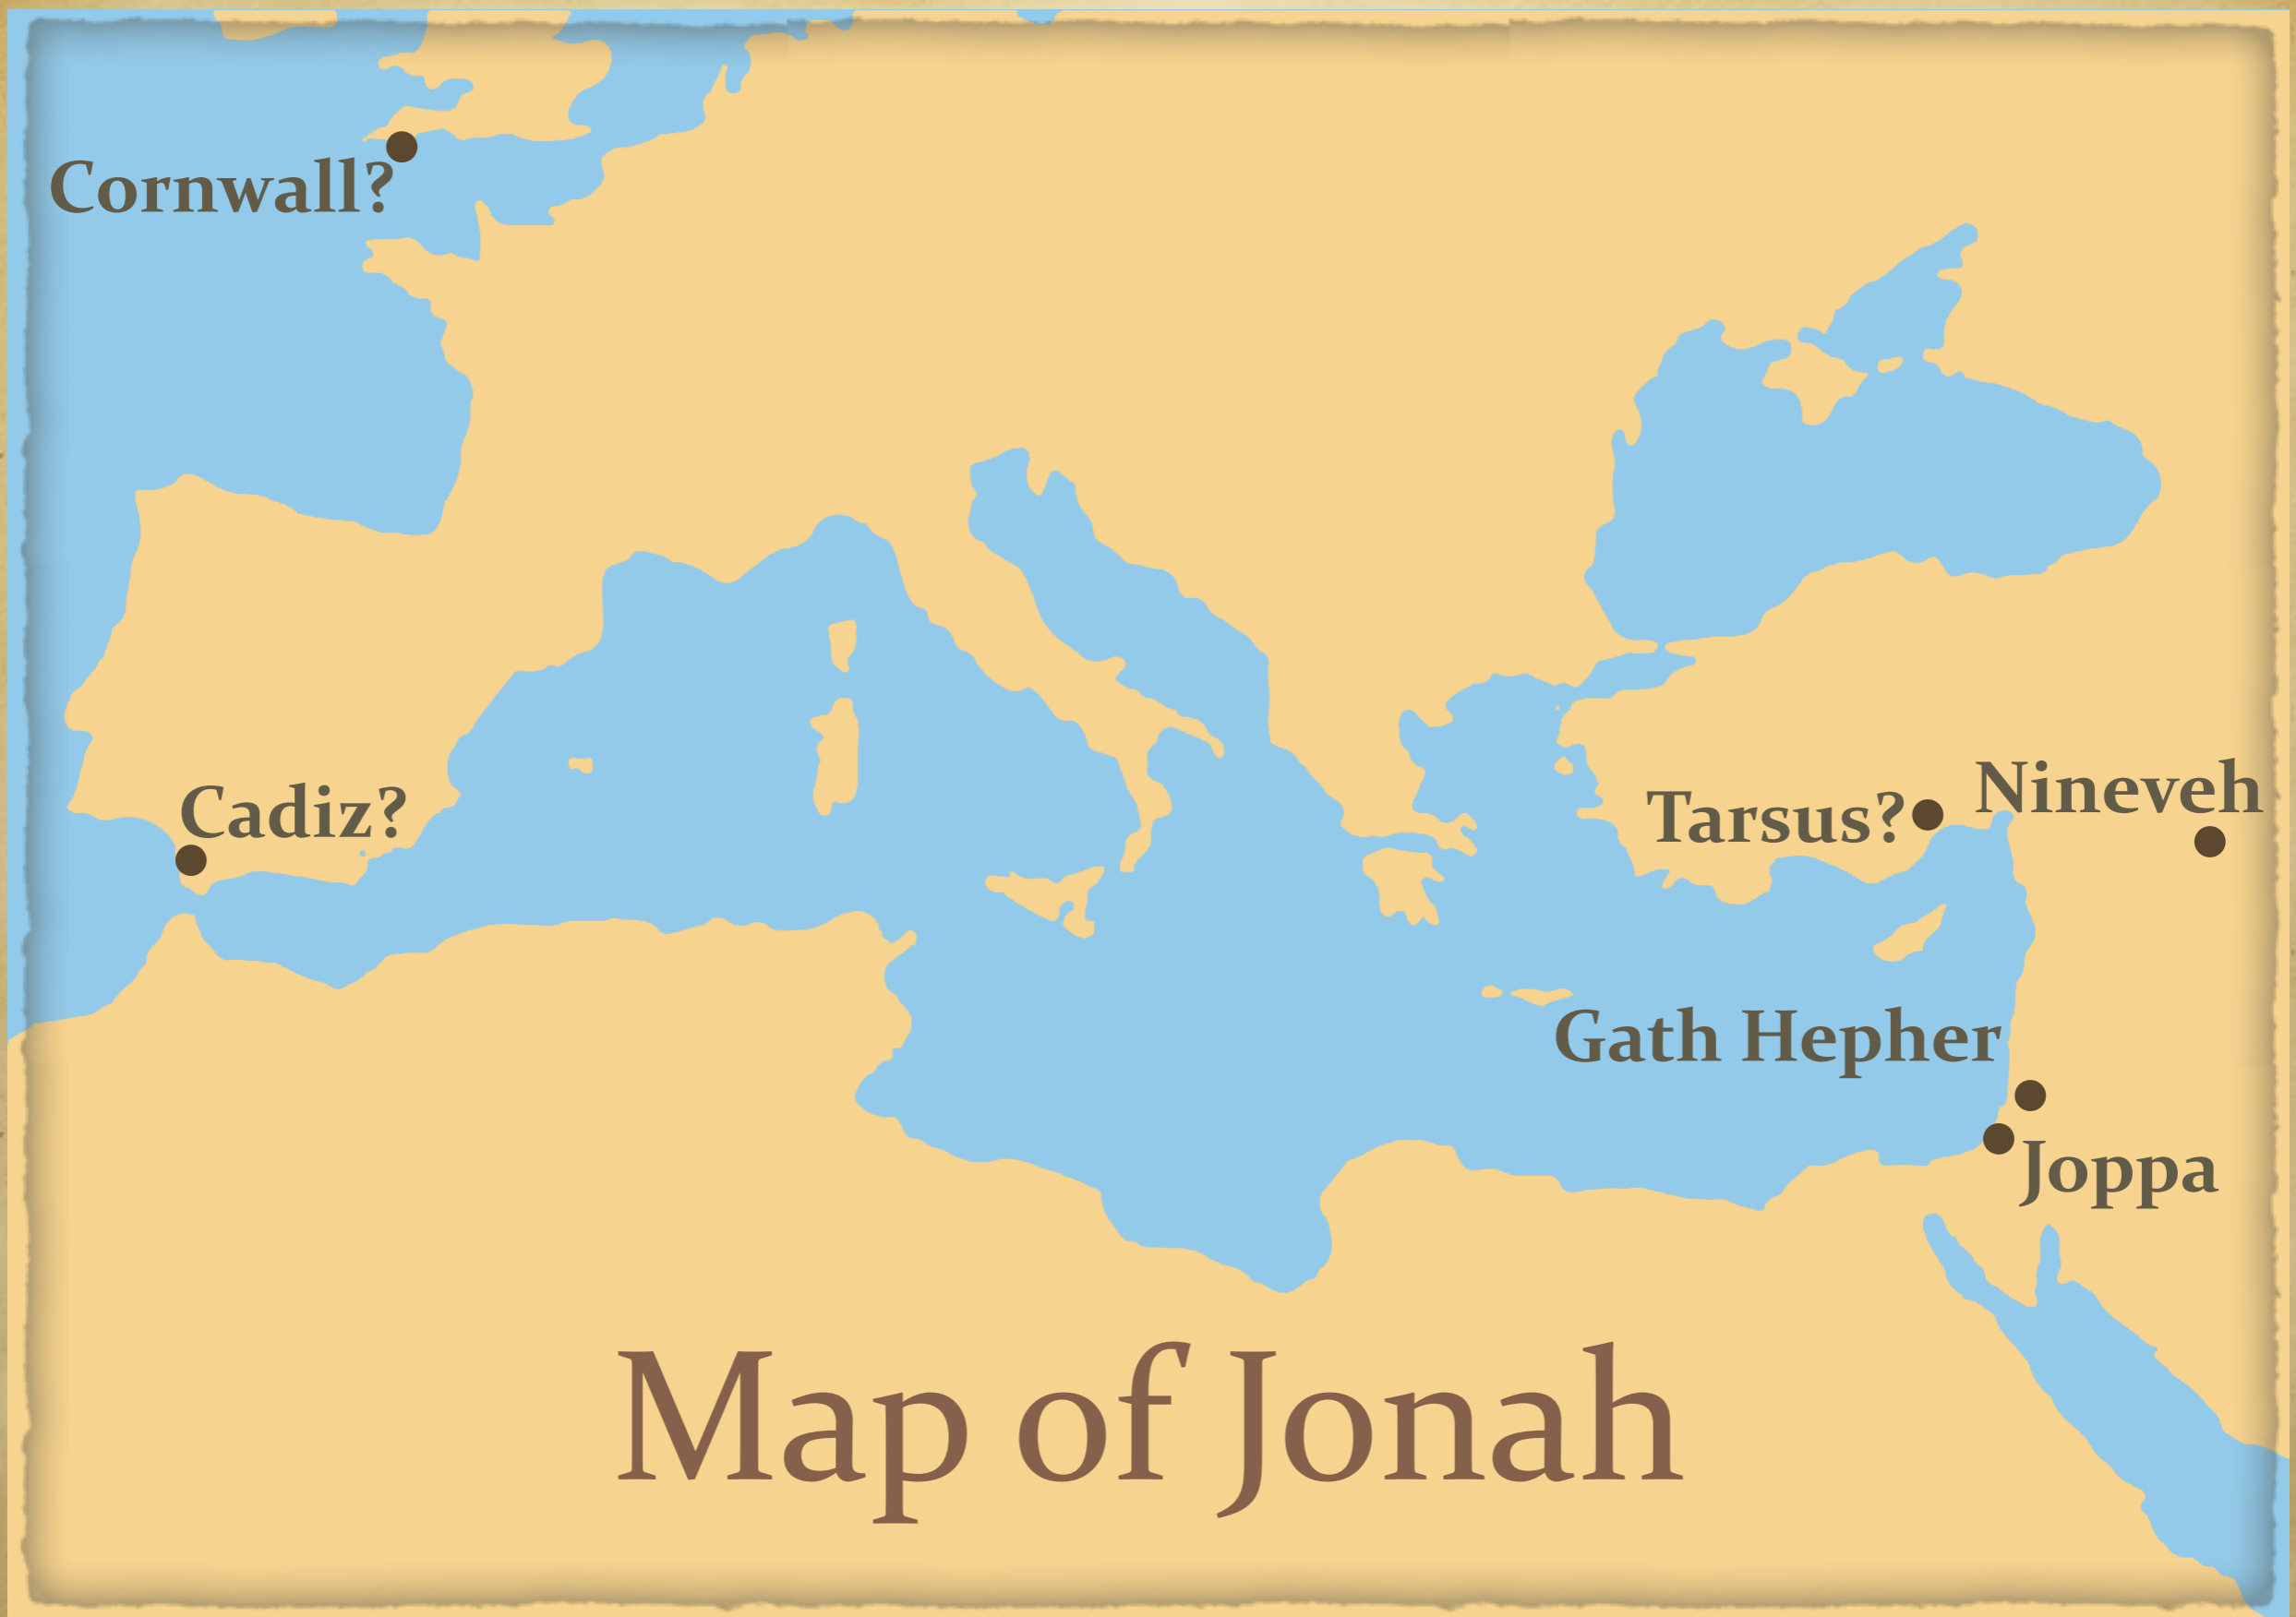 Cornwall?
Cadiz?
Tarsus?
Nineveh
Gath Hepher
Joppa
Map of Jonah